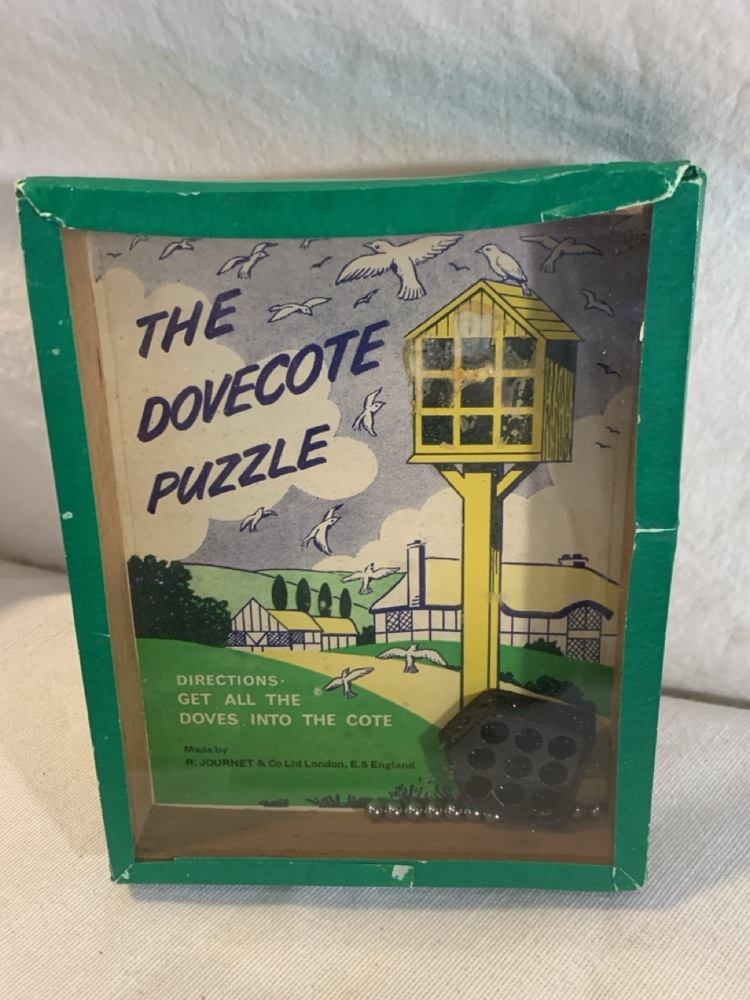 THE
DOVECOTE
PUZZLE
DIRECTIONS·
GET ALL THE
DOVES INTO THE COTE
Made by
R. JOURNET & Co Ltd London, E.5 England